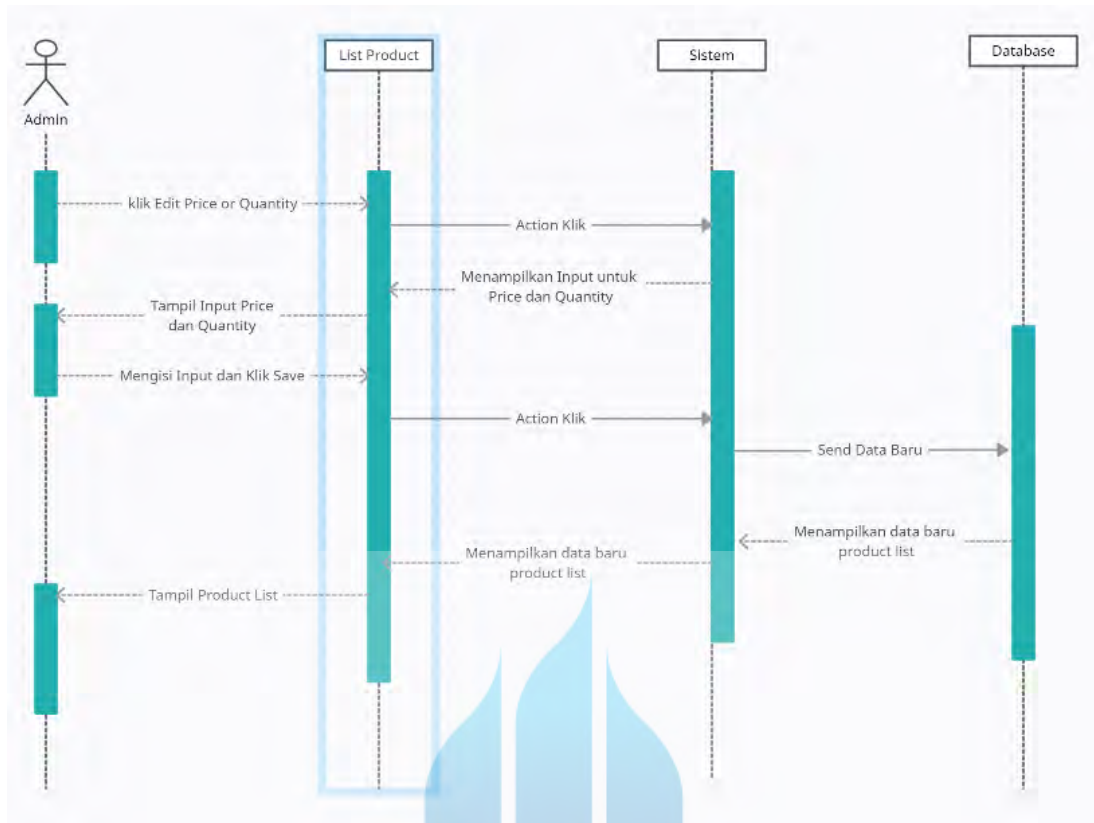 List Product
Sistem
Database
Admin
klik Edit Price or Quantity
Action Klik
Menampilkan Input untuk
Price dan Quantity
Tampil Input Price
dan Quantity
Mengisi Input dan Klik Save
Action Klik
Send Data Baru
Menampilkan data baru
product list
Menampilkan data baru
product list
Tampil Product List